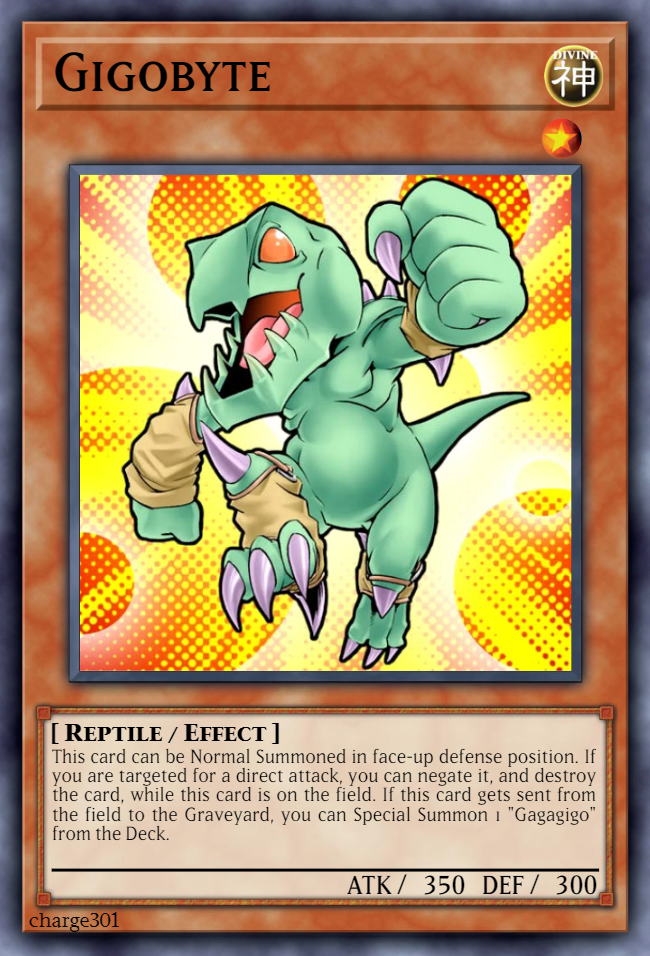 Gigobyte
DIVINE
神
[ Reptile / Effect ]
This card can be Normal Summoned in face-up defense position. If
you are targeted for a direct attack, you can negate it, and destroy
the card, while this card is on the field. If this card gets sent from
the field to the Graveyard, you can Special Summon 1 "Gagagigo"
from the Deck.
ATK / 350 DEF / 300
charge301